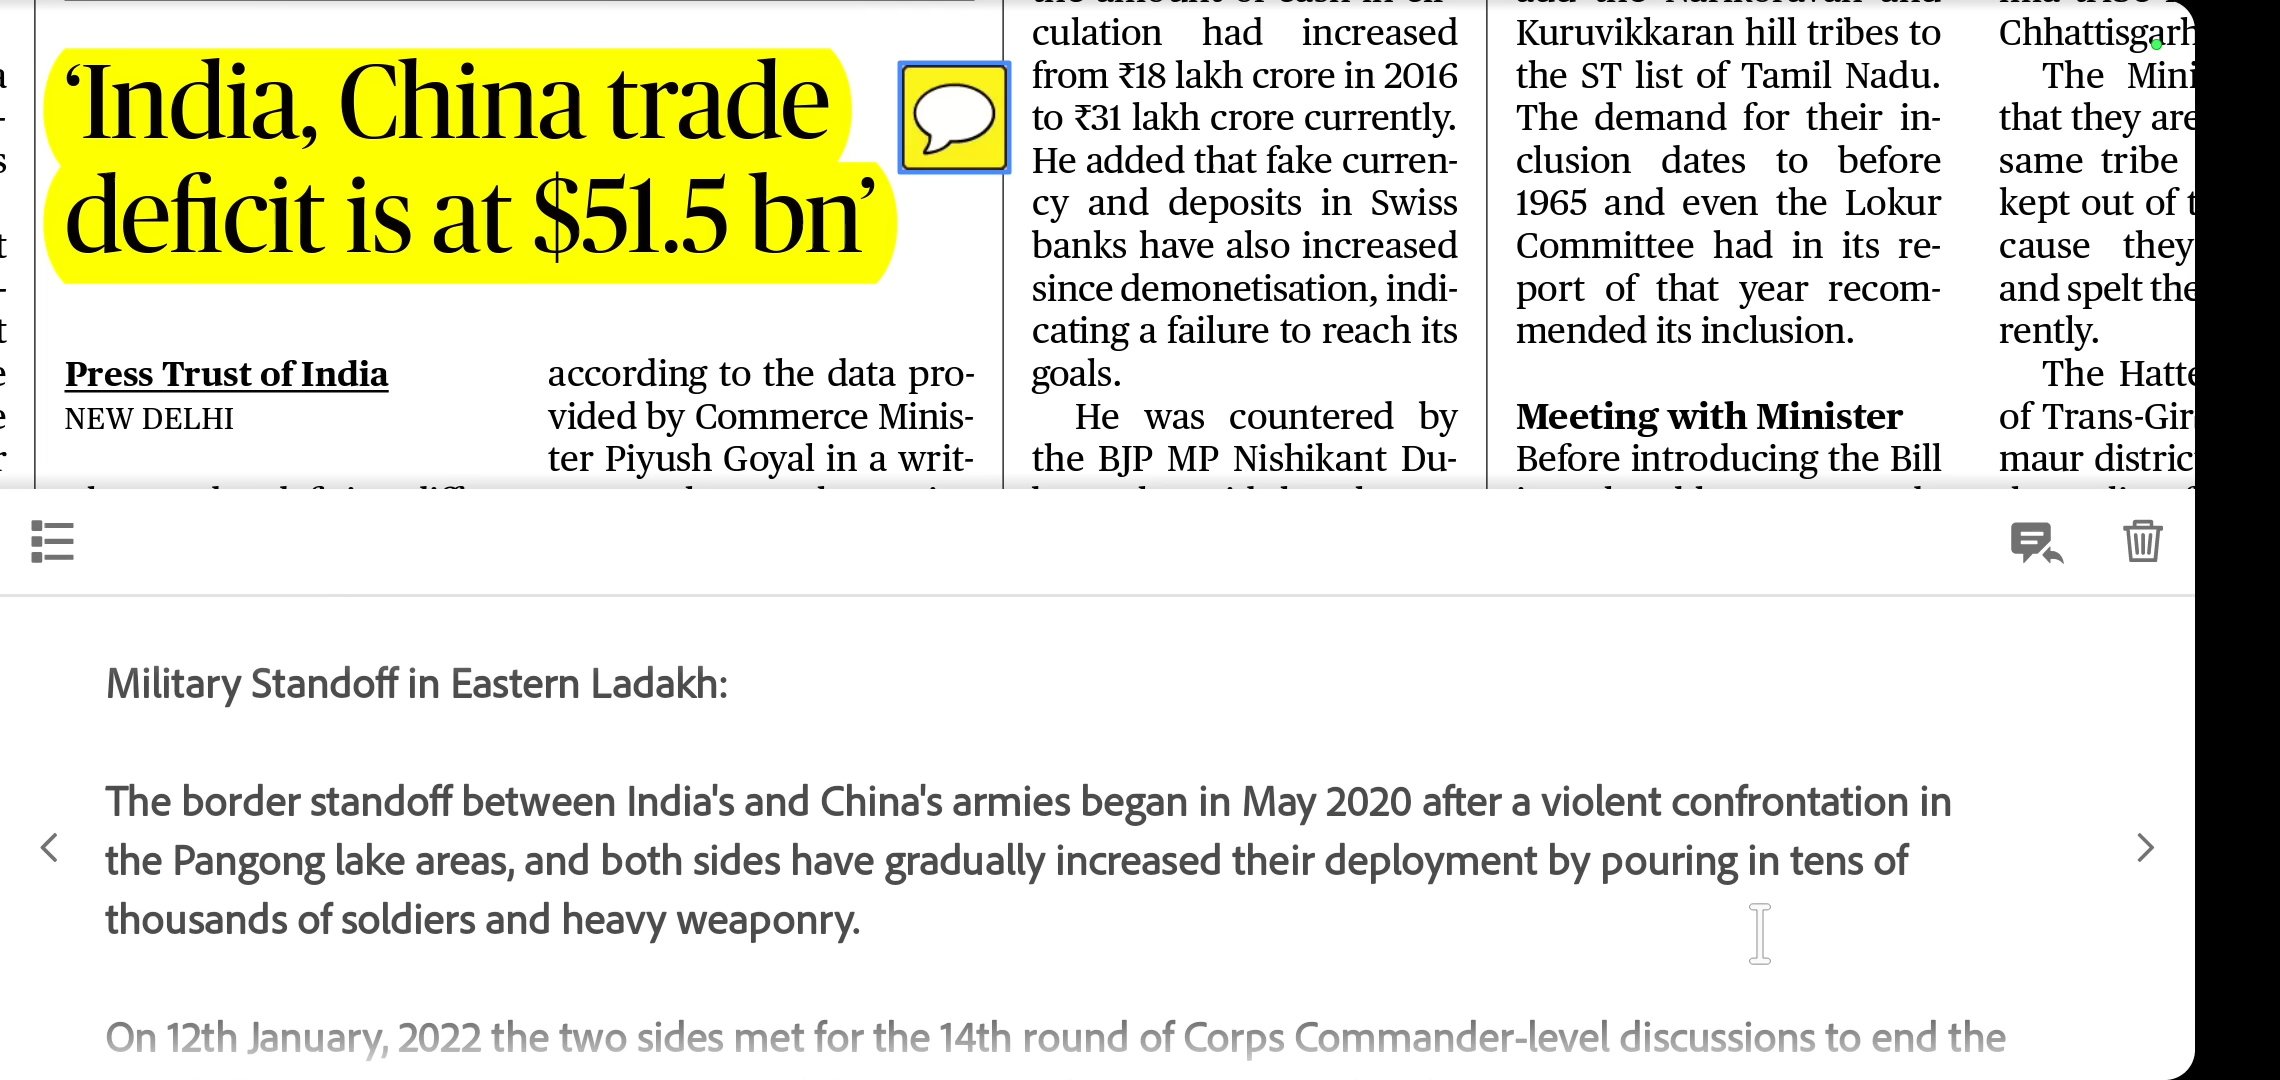 ‘India, China trade
deficit is at $51.5 bn’
Press Trust of India
NEW DELHI
according to the data pro-
vided by Commerce Minis-
ter Piyush Goyal in a writ-
culation had increased
from ₹18 lakh crore in 2016
to ₹31 lakh crore currently.
He added that fake curren-
cy and deposits in Swiss
banks have also increased
since demonetisation, indi-
cating a failure to reach its
goals.
He was countered by
the BJP MP Nishikant Du-
Kuruvikkaran hill tribes to
the ST list of Tamil Nadu.
The demand for their in-
clusion dates to before
1965 and even the Lokur
Committee had in its re-
port of that year recom-
mended its inclusion.
Meeting with Minister
Before introducing the Bill
Chhattisgarh
The Mini
that they are
same tribe
kept out of t
cause they
and spelt the
rently.
The Hatte
of Trans-Gir
maur distric
Military Standoff in Eastern Ladakh:
The border standoff between India's and China's armies began in May 2020 after a violent confrontation in
the Pangong lake areas, and both sides have gradually increased their deployment by pouring in tens of
thousands of soldiers and heavy weaponry.
On 12th January, 2022 the two sides met for the 14th round of Corps Commander-level discussions to end the